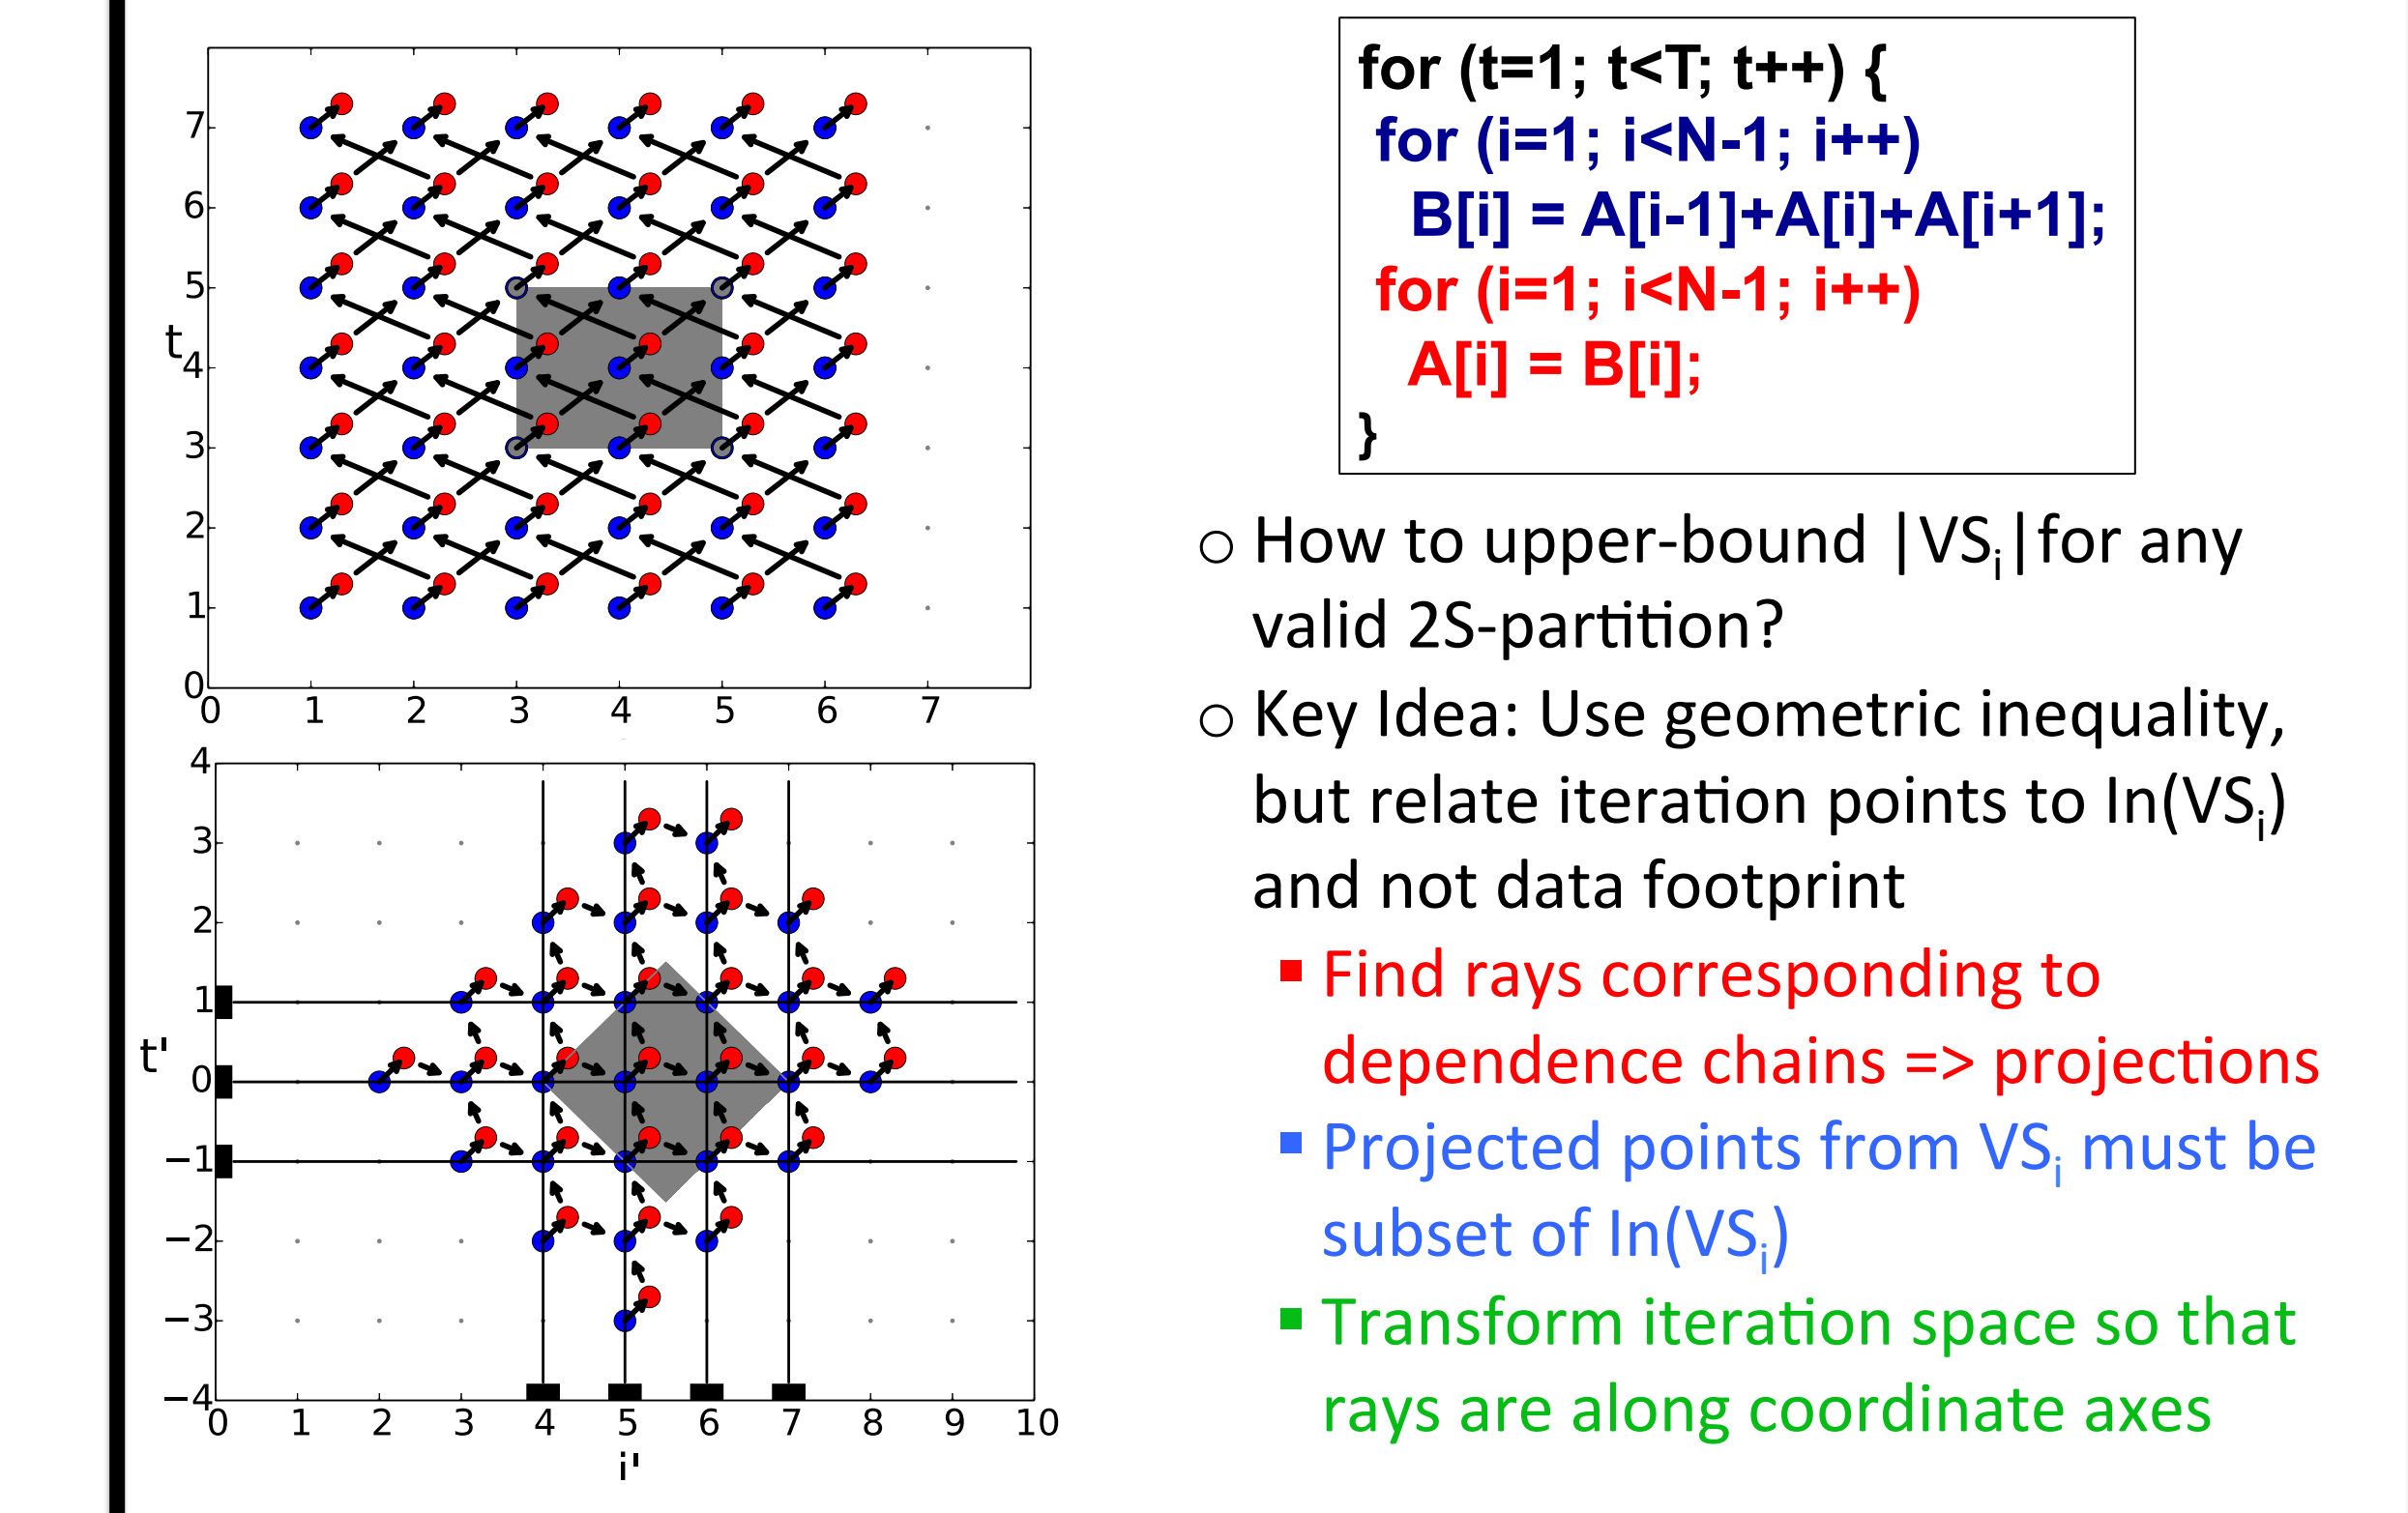 7
6
5
t
4
3
2
1
0
0 1 2 3 4 5 6 7
4
3
2
1
t'
0
−1
−2
−3
−4
0 1 2 3 4 5 6 7 8 9 10
i'
for (t=1; t<T; t++) {
for (i=1; i<N-1; i++)
B[i] = A[i-1]+A[i]+A[i+1];
for (i=1; i<N-1; i++)
A[i] = B[i];
}
○ How to upper-bound |VSi|for any
valid 2S-partition?
○ Key Idea: Use geometric inequality,
but relate iteration points to In(VSi)
and not data footprint
■ Find rays corresponding to
dependence chains => projections
■ Projected points from VSi must be
subset of In(VSi)
■ Transform iteration space so that
rays are along coordinate axes